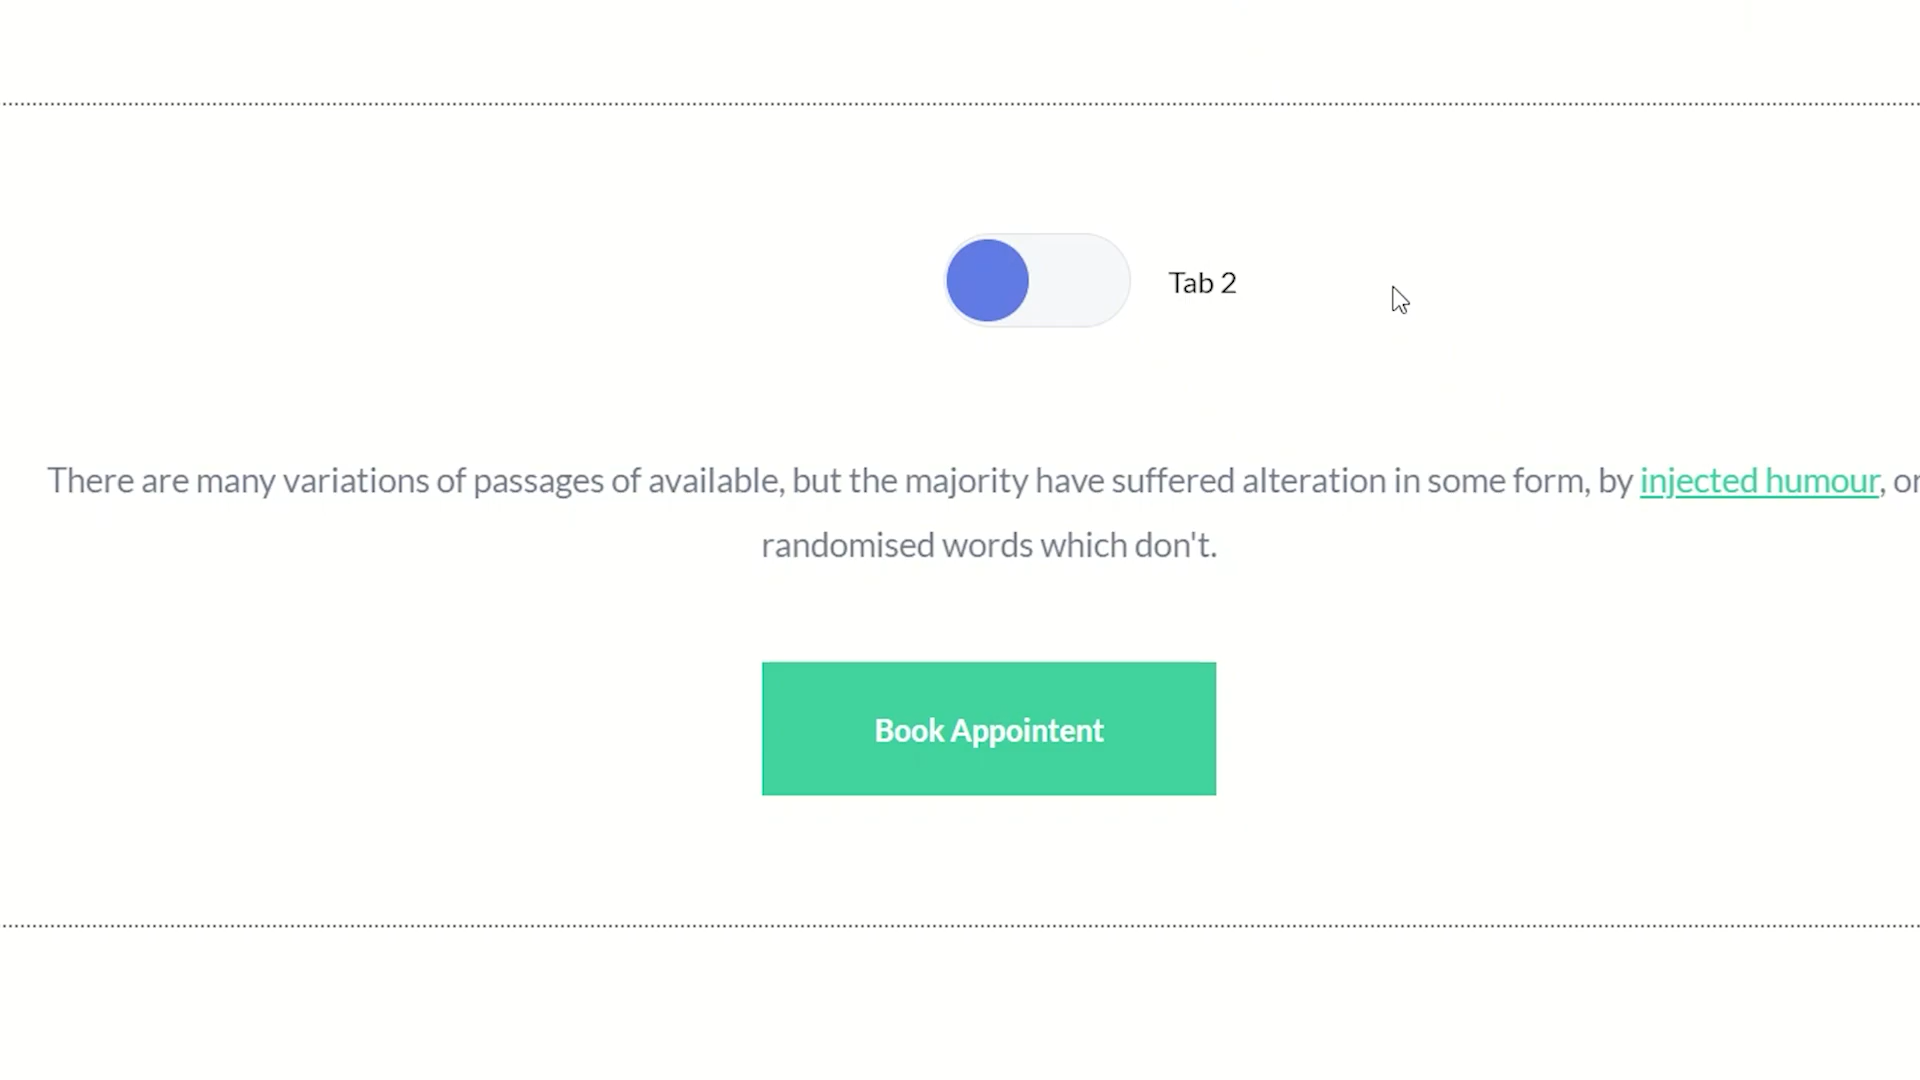 Tab 2
There are many variations of passages of available, but the majority have suffered alteration in some form, by injected humour, or
randomised words which don't.
Book Appointent